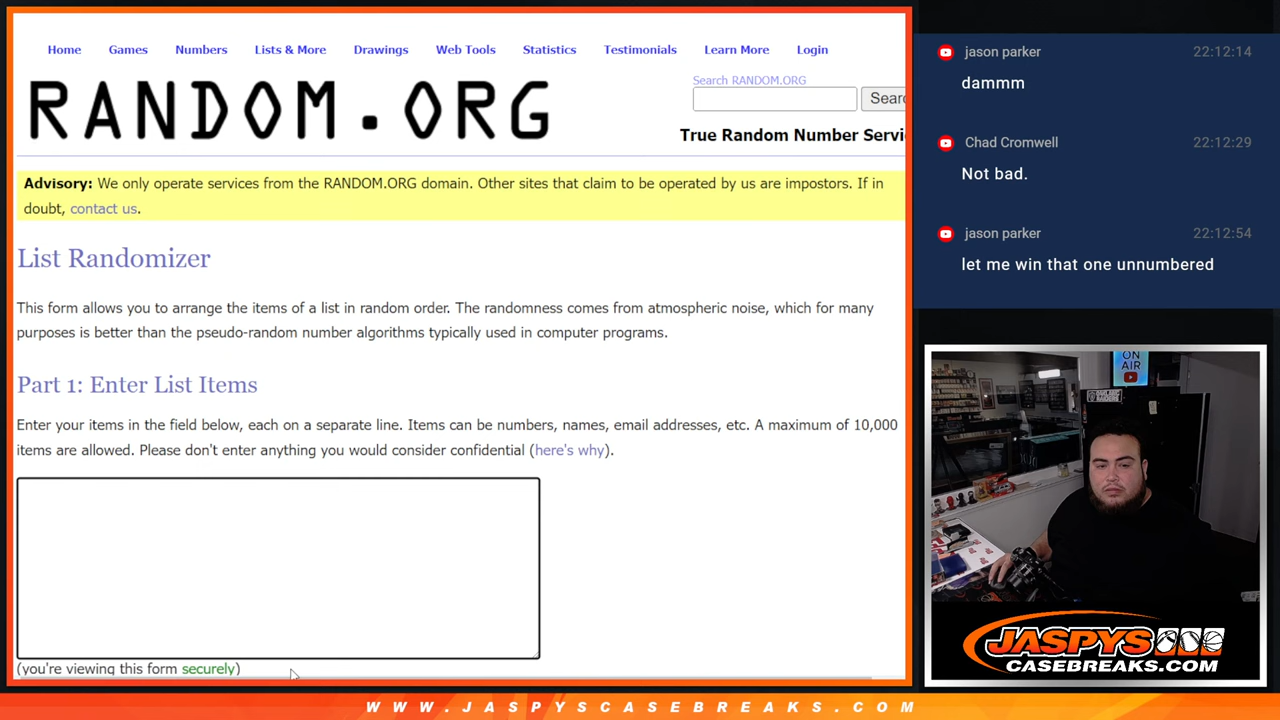 Home Games Numbers Lists & More Drawings Web Tools Statistics Testimonials Learn More Login
RANDOM.ORG
Search RANDOM.ORG
Searc
True Random Number Servi
Advisory: We only operate services from the RANDOM.ORG domain. Other sites that claim to be operated by us are impostors. If in
doubt, contact us.
List Randomizer
This form allows you to arrange the items of a list in random order. The randomness comes from atmospheric noise, which for many
purposes is better than the pseudo-random number algorithms typically used in computer programs.
Part 1: Enter List Items
Enter your items in the field below, each on a separate line. Items can be numbers, names, email addresses, etc. A maximum of 10,000
items are allowed. Please don't enter anything you would consider confidential (here's why).
(you're viewing this form securely)
jason parker 22:12:14
dammm
Chad Cromwell 22:12:29
Not bad.
jason parker 22:12:54
let me win that one unnumbered
ON
AIR
JASPYS
CASEBREAKS.COM
WWW.JASPYSCASEBREAKS.COM